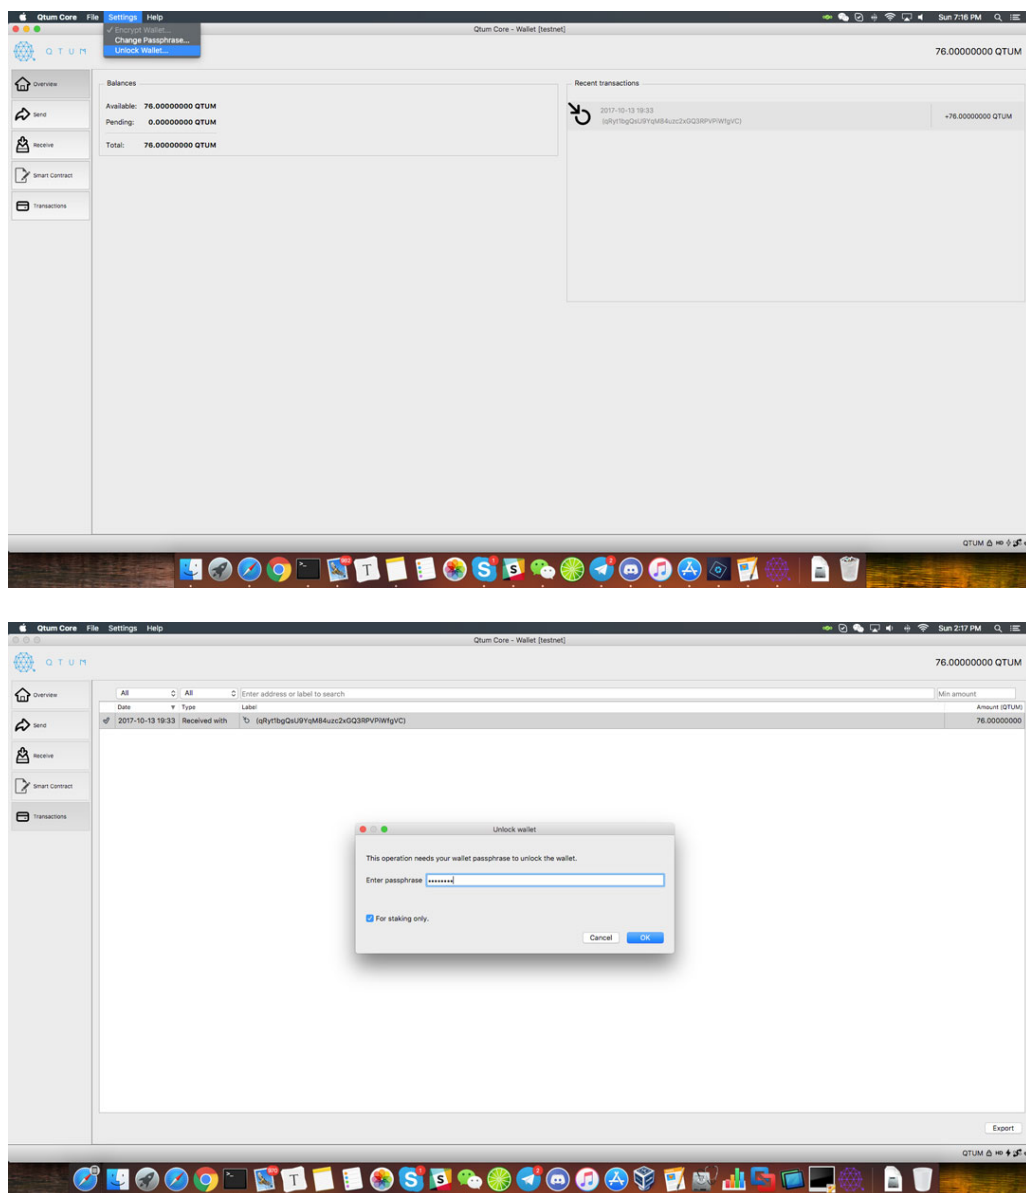 Qtum Core File Settings Help Sun 7:16 PM
Qtum Core - Wallet [testnet]
✓ Encrypt Wallet...
Change Passphrase...
Unlock Wallet...
QTUM
76.00000000 QTUM
Overview
Send
Receive
Smart Contract
Transactions
Balances
Available: 76.00000000 QTUM
Pending: 0.00000000 QTUM
Total: 76.00000000 QTUM
Recent transactions
2017-10-13 19:33
+76.00000000 QTUM
QTUM HD
Qtum Core File Settings Help Sun 2:17 PM
Qtum Core - Wallet [testnet]
QTUM
76.00000000 QTUM
Overview
Send
Receive
Smart Contract
Transactions
All All Enter address or label to search Min amount
Date Type Label Amount (QTUM)
2017-10-13 19:33 Received with 76.00000000
Unlock wallet
This operation needs your wallet passphrase to unlock the wallet.
Enter passphrase ••••••••
For staking only.
Cancel OK
Export
QTUM HD